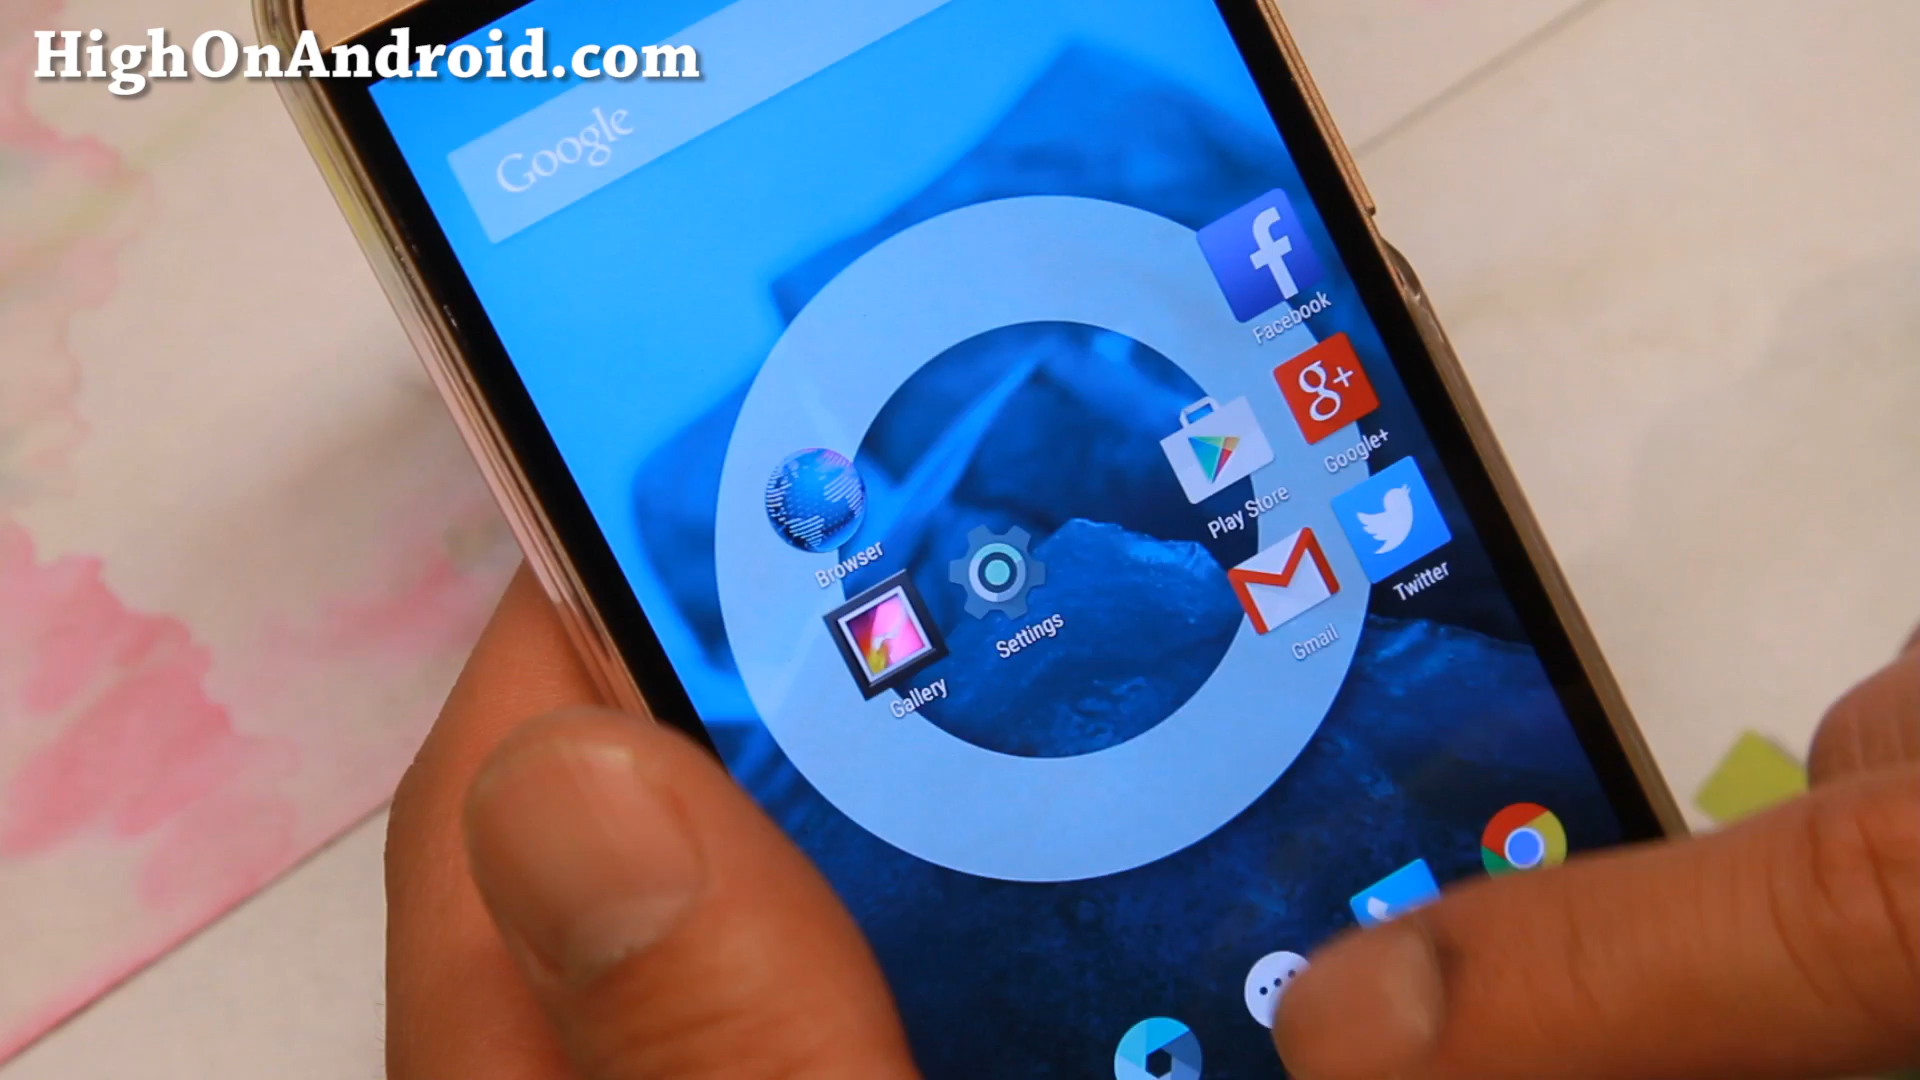 HighOnAndroid.com
Google
Facebook
Google+
Play Store
Twitter
Browser
Settings
Gmail
Gallery